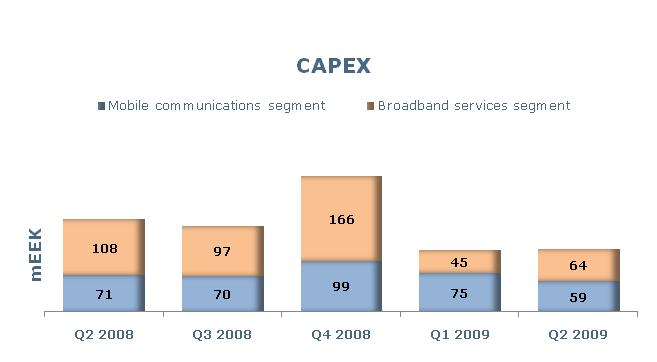 CAPEX
Mobile communications segment Broadband services segment
mEEK
108 97 166 45 64
71 70 99 75 59
Q2 2008 Q3 2008 Q4 2008 Q1 2009 Q2 2009